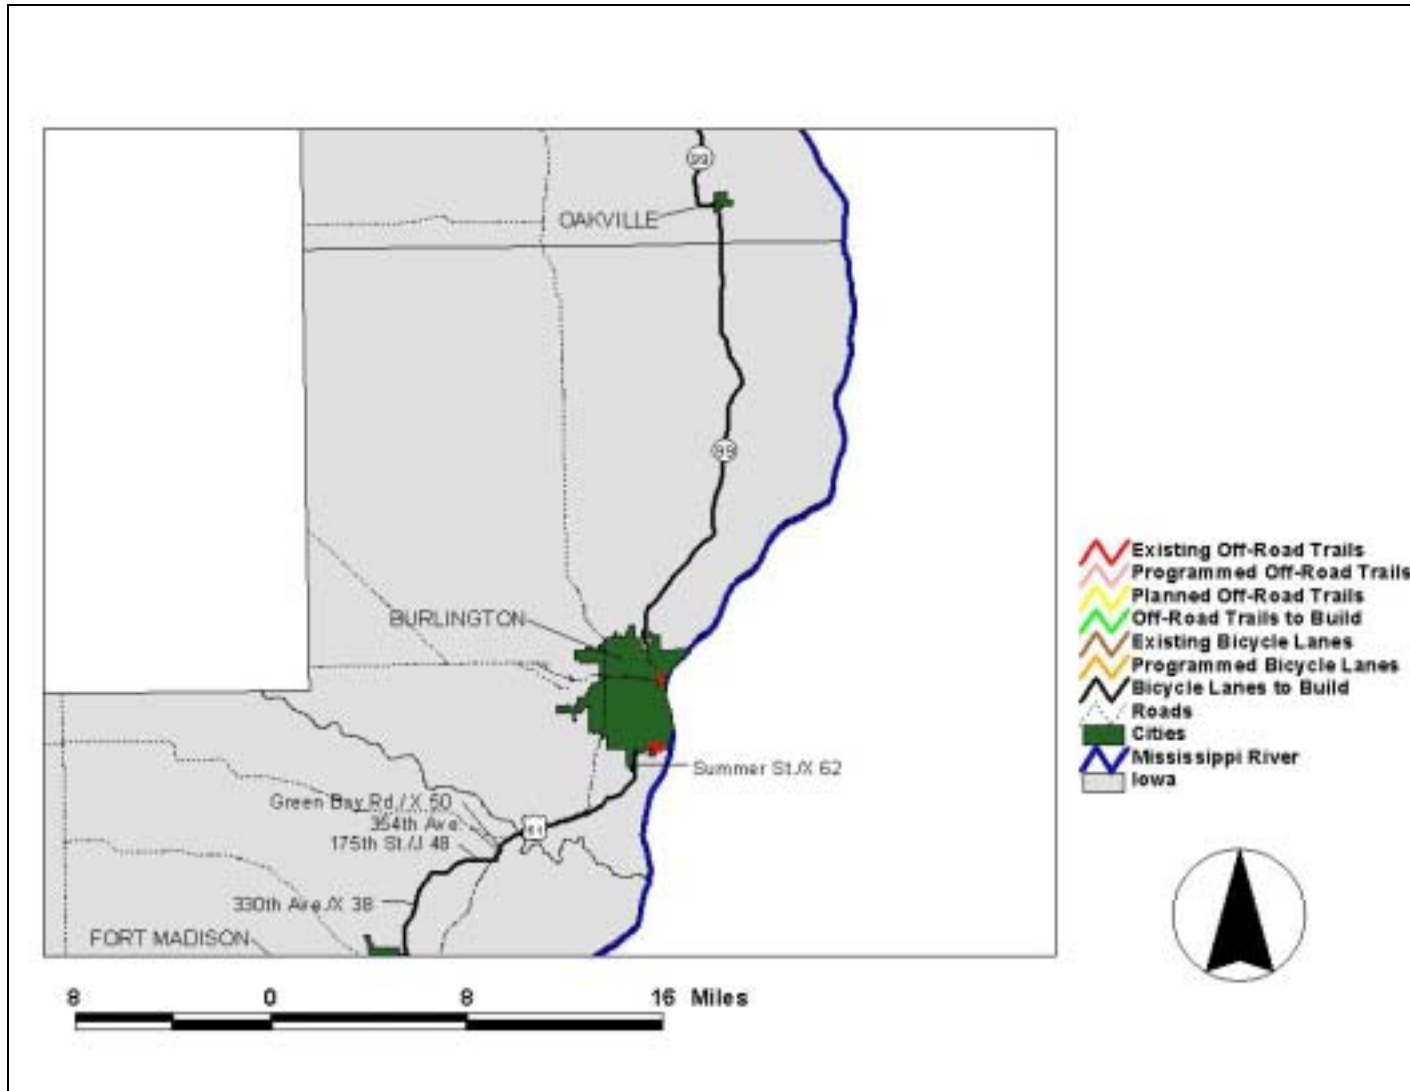 99
OAKVILLE
99
BURLINGTON
Summer St./X 62
Green Bay Rd./ X 60
354th Ave
61
175th St./J 48
330th Ave./X 38
FORT MADISON
Existing Off-Road Trails
Programmed Off-Road Trails
Planned Off-Road Trails
Off-Road Trails to Build
Existing Bicycle Lanes
Programmed Bicycle Lanes
Bicycle Lanes to Build
Roads
Cities
Mississippi River
Iowa
8 0 8 16 Miles